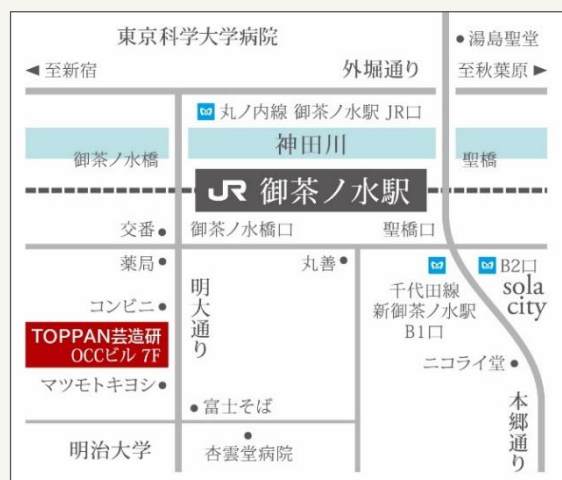 東京科学大学病院
湯島聖堂
◀ 至新宿
外堀通り
至秋葉原 ▶
丸ノ内線 御茶ノ水駅 JR口
御茶ノ水橋
神田川
聖橋
JR 御茶ノ水駅
交番
御茶ノ水橋口
聖橋口
薬局
明大通り
丸善
千代田線
新御茶ノ水駅
B1口
B2口
sola
city
コンビニ
TOPPAN芸造研
OCCビル 7F
ニコライ堂
マツモトキヨシ
富士そば
本郷通り
明治大学
杏雲堂病院